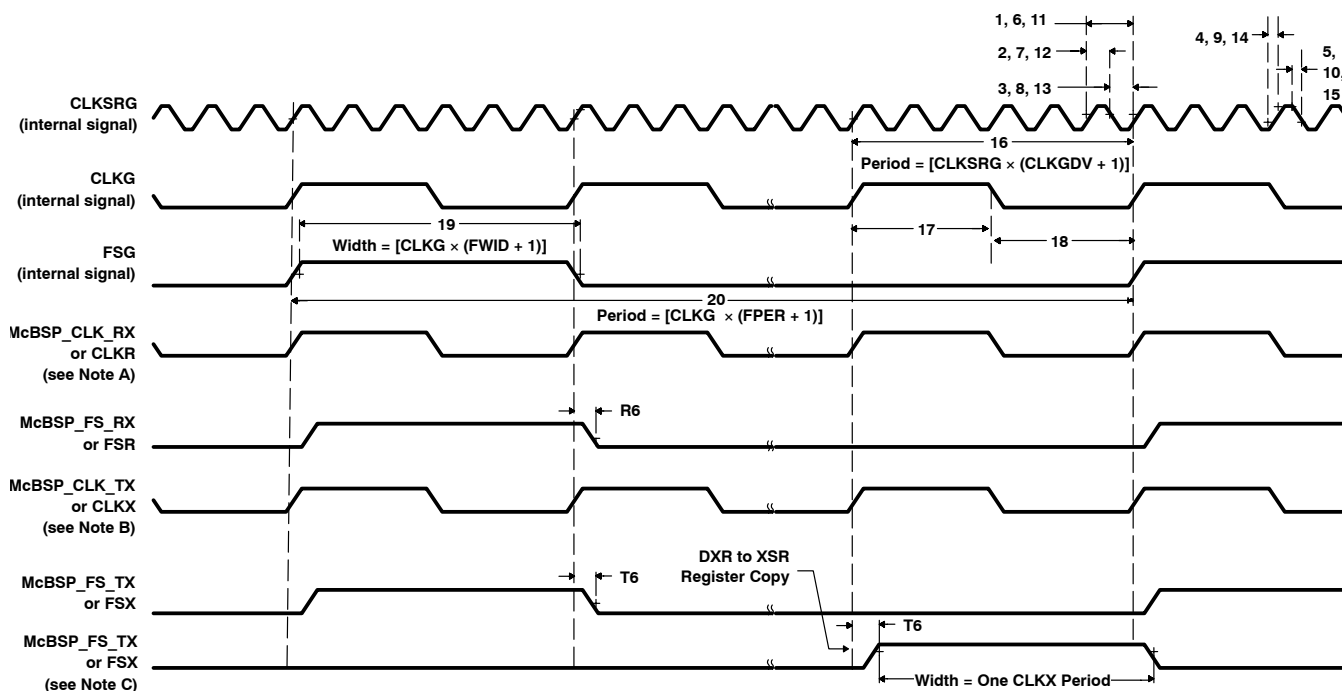 1, 6, 11
2, 7, 12
3, 8, 13
4, 9, 14
5,
10,
15
CLKSRG
(internal signal)
16
Period = [CLKSRG × (CLKGDV + 1)]
CLKG
(internal signal)
19
Width = [CLKG × (FWID + 1)]
17
18
FSG
(internal signal)
20
Period = [CLKG × (FPER + 1)]
McBSP_CLK_RX
or CLKR
(see Note A)
McBSP_FS_RX
or FSR
R6
McBSP_CLK_TX
or CLKX
(see Note B)
DXR to XSR
Register Copy
McBSP_FS_TX
or FSX
T6
McBSP_FS_TX
or FSX
(see Note C)
T6
Width = One CLKX Period